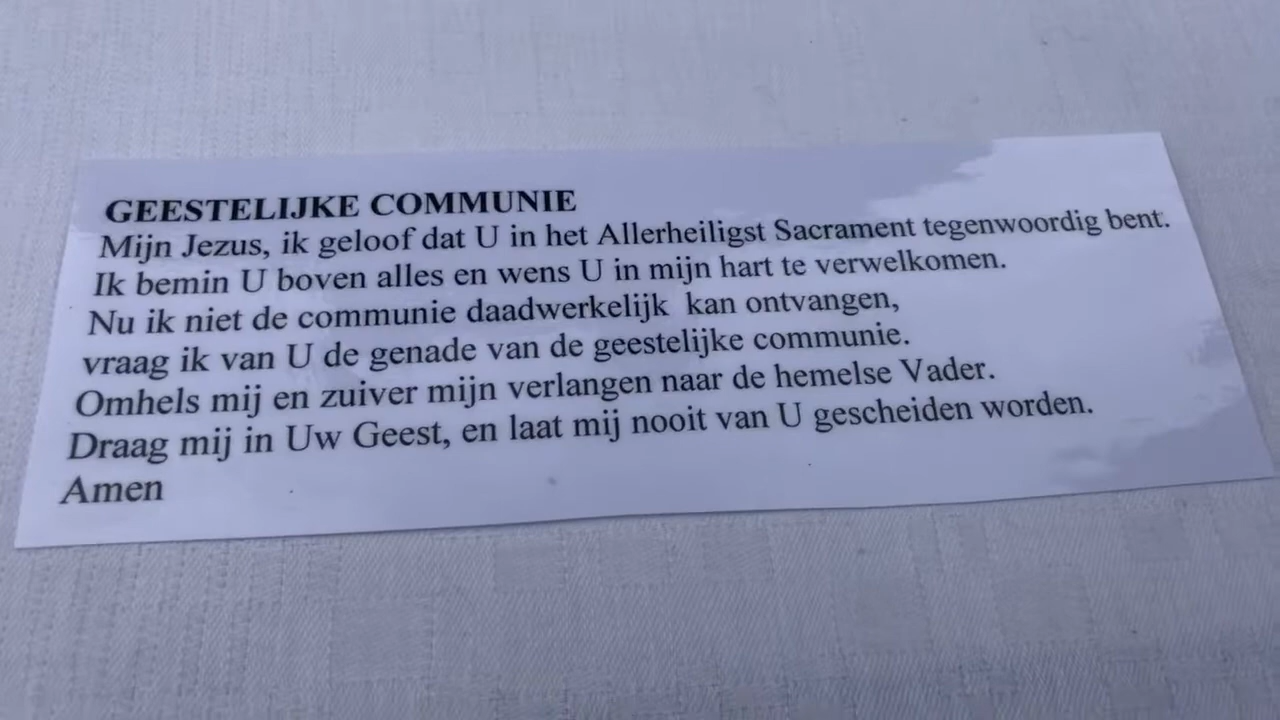 GEESTELIJKE COMMUNIE
Mijn Jezus, ik geloof dat U in het Allerheiligst Sacrament tegenwoordig bent.
Ik bemin U boven alles en wens U in mijn hart te verwelkomen.
Nu ik niet de communie daadwerkelijk kan ontvangen,
vraag ik van U de genade van de geestelijke communie.
Omhels mij en zuiver mijn verlangen naar de hemelse Vader.
Draag mij in Uw Geest, en laat mij nooit van U gescheiden worden.
Amen